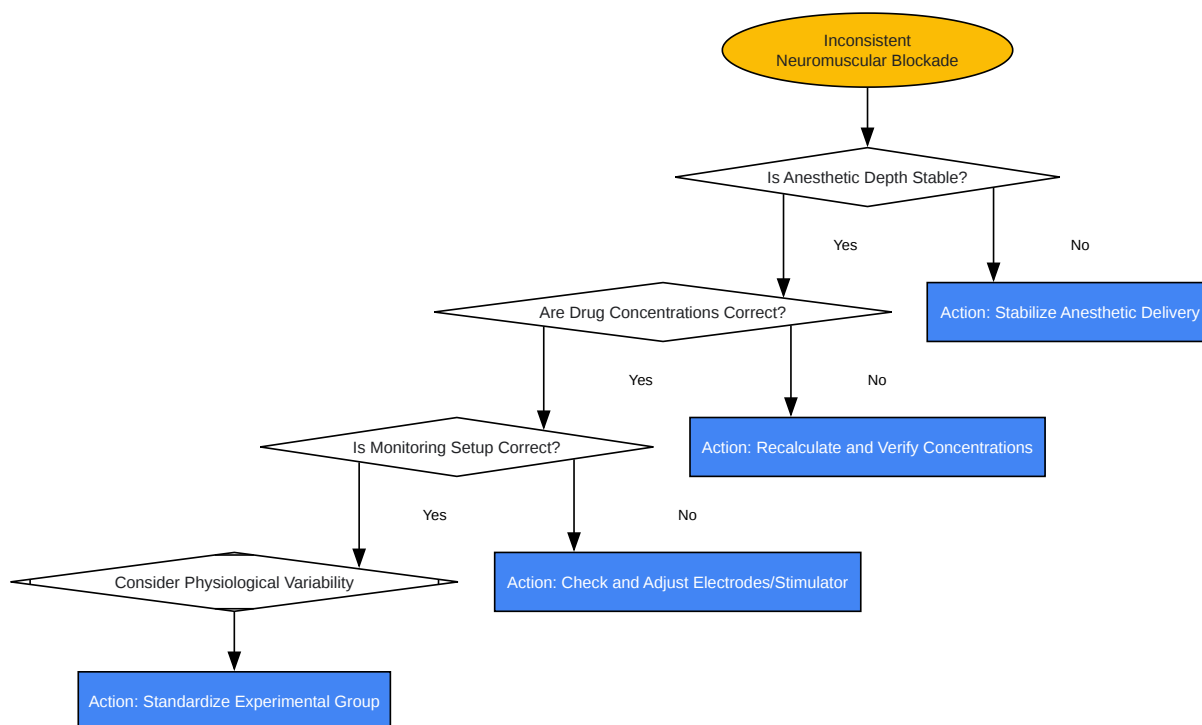 Inconsistent
Neuromuscular Blockade
Is Anesthetic Depth Stable?
Yes
No
Are Drug Concentrations Correct?
Action: Stabilize Anesthetic Delivery
Yes
No
Is Monitoring Setup Correct?
Action: Recalculate and Verify Concentrations
Yes
No
Consider Physiological Variability
Action: Check and Adjust Electrodes/Stimulator
Action: Standardize Experimental Group